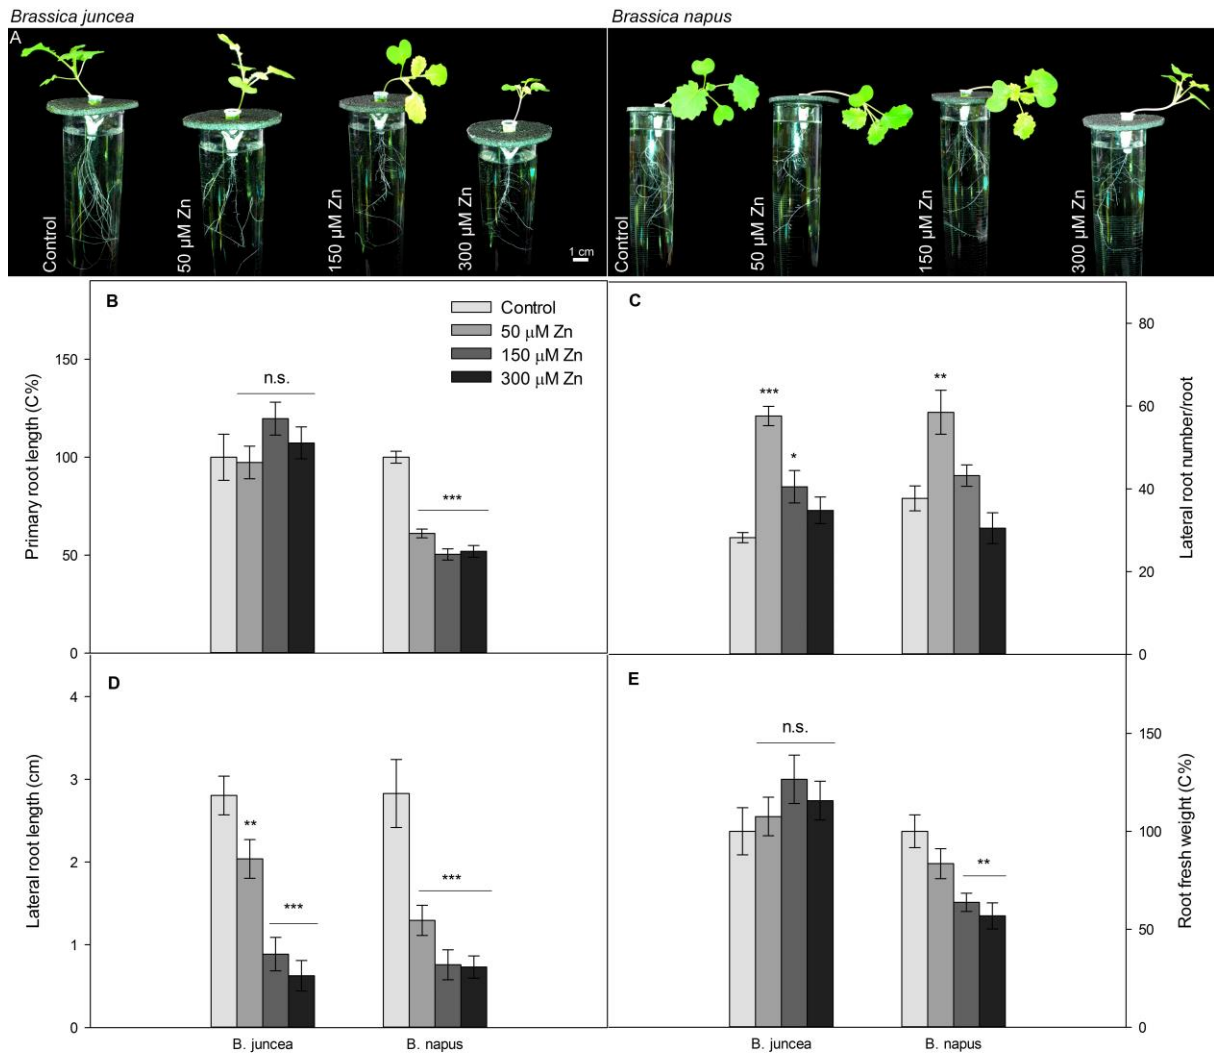 Brassica juncea
Brassica napus
A
Control
50 µM Zn
150 µM Zn
300 µM Zn
1 cm
Control
50 µM Zn
150 µM Zn
300 µM Zn
B
Control
50 µM Zn
150 µM Zn
300 µM Zn
Primary root length (C%)
150
100
50
0
n.s.
***
C
Lateral root number/root
80
60
40
20
0
***
*
**
D
Lateral root length (cm)
4
3
2
1
0
**
***
***
B. juncea
B. napus
E
Root fresh weight (C%)
150
100
50
0
n.s.
**
B. juncea
B. napus